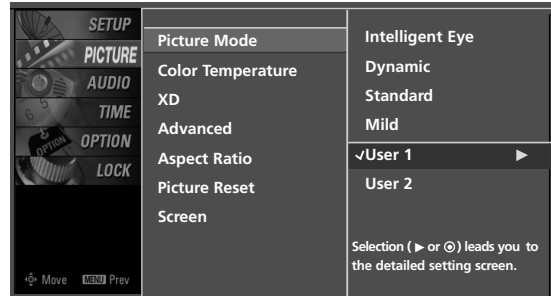 SETUP
PICTURE
AUDIO
TIME
OPTION
LOCK
Move MENU Prev
Picture Mode
Color Temperature
XD
Advanced
Aspect Ratio
Picture Reset
Screen
Intelligent Eye
Dynamic
Standard
Mild
✓User 1 ▶
User 2
Selection ( ▶ or ◉ ) leads you to
the detailed setting screen.